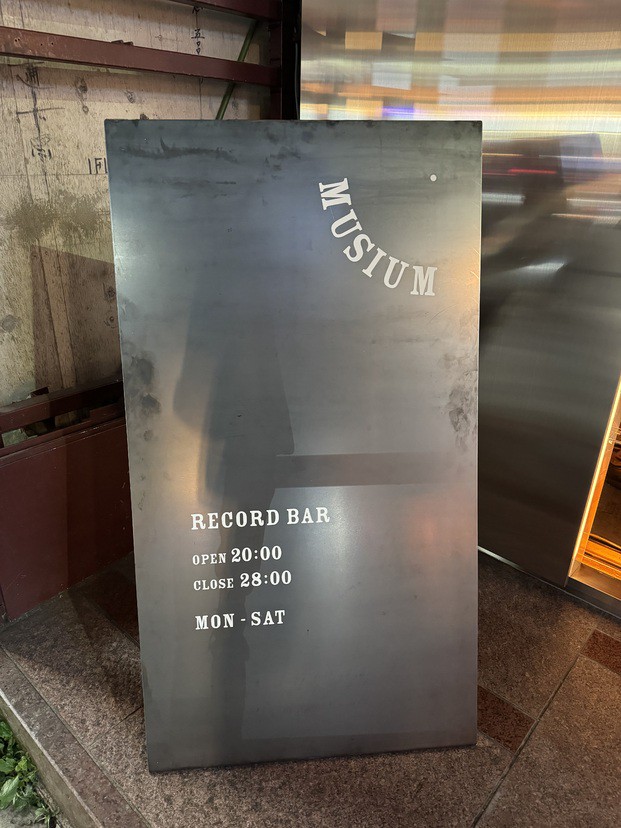 MUSIUM
RECORD BAR
OPEN 20:00
CLOSE 28:00
MON - SAT